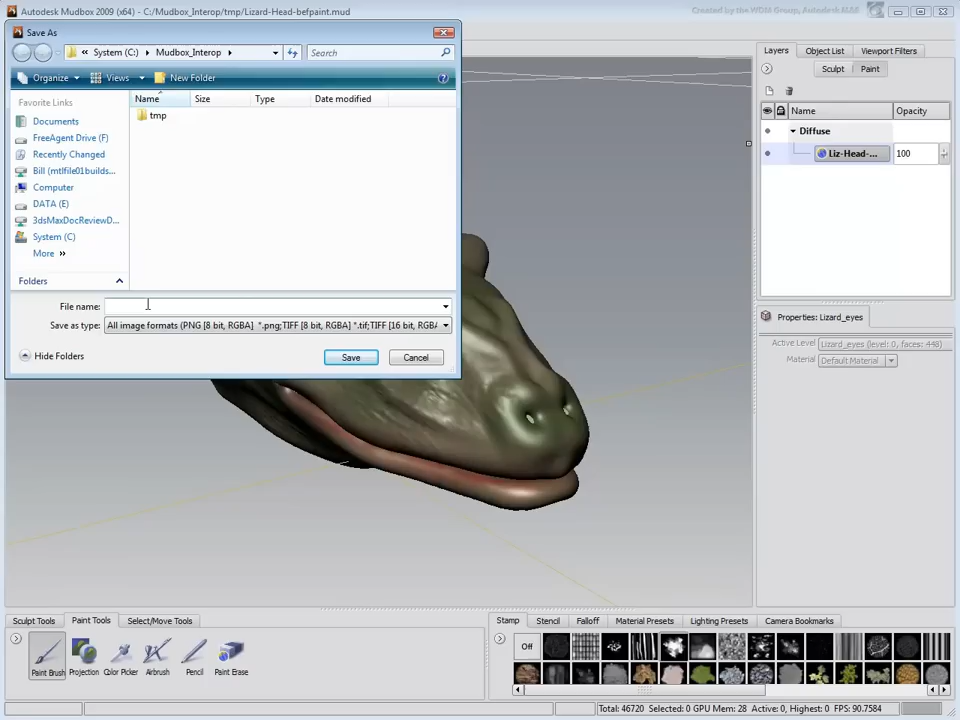 Autodesk Mudbox 2009 (x64) - C:/Mudbox_Interop/tmp/Lizard-Head-befpaint.mud
Created by the WDM Group, Autodesk M&E
Save As
« System (C:) Mudbox_Interop
Search
Organize Views New Folder
Favorite Links
Documents
FreeAgent Drive (F)
Recently Changed
Bill (mtlfile01builds...
Computer
DATA (E)
3dsMaxDocReviewD...
System (C)
More »
Folders
Name Size Type Date modified
tmp
File name:
Save as type: All image formats (PNG [8 bit, RGBA] *.png;TIFF [8 bit, RGBA] *.tif;TIFF [16 bit, RGBA
Hide Folders
Save Cancel
Layers Object List Viewport Filters
Sculpt Paint
Name Opacity
Diffuse
Liz-Head-... 100
Properties: Lizard_eyes
Active Level Lizard_eyes (level: 0, faces: 448)
Material Default Material
Sculpt Tools Paint Tools Select/Move Tools
Paint Brush Projection Color Picker Airbrush Pencil Paint Erase
Stamp Stencil Falloff Material Presets Lighting Presets Camera Bookmarks
Off
Total: 46720 Selected: 0 GPU Mem: 28 Active: 0, Highest: 0 FPS: 90.7584